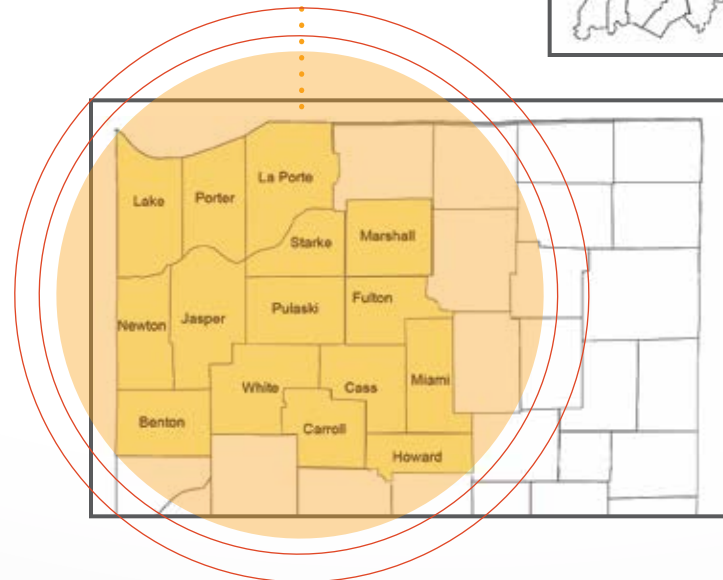 La Porte
Lake
Porter
Starke
Marshall
Newton
Jasper
Pulaski
Fulton
White
Cass
Miami
Benton
Carroll
Howard